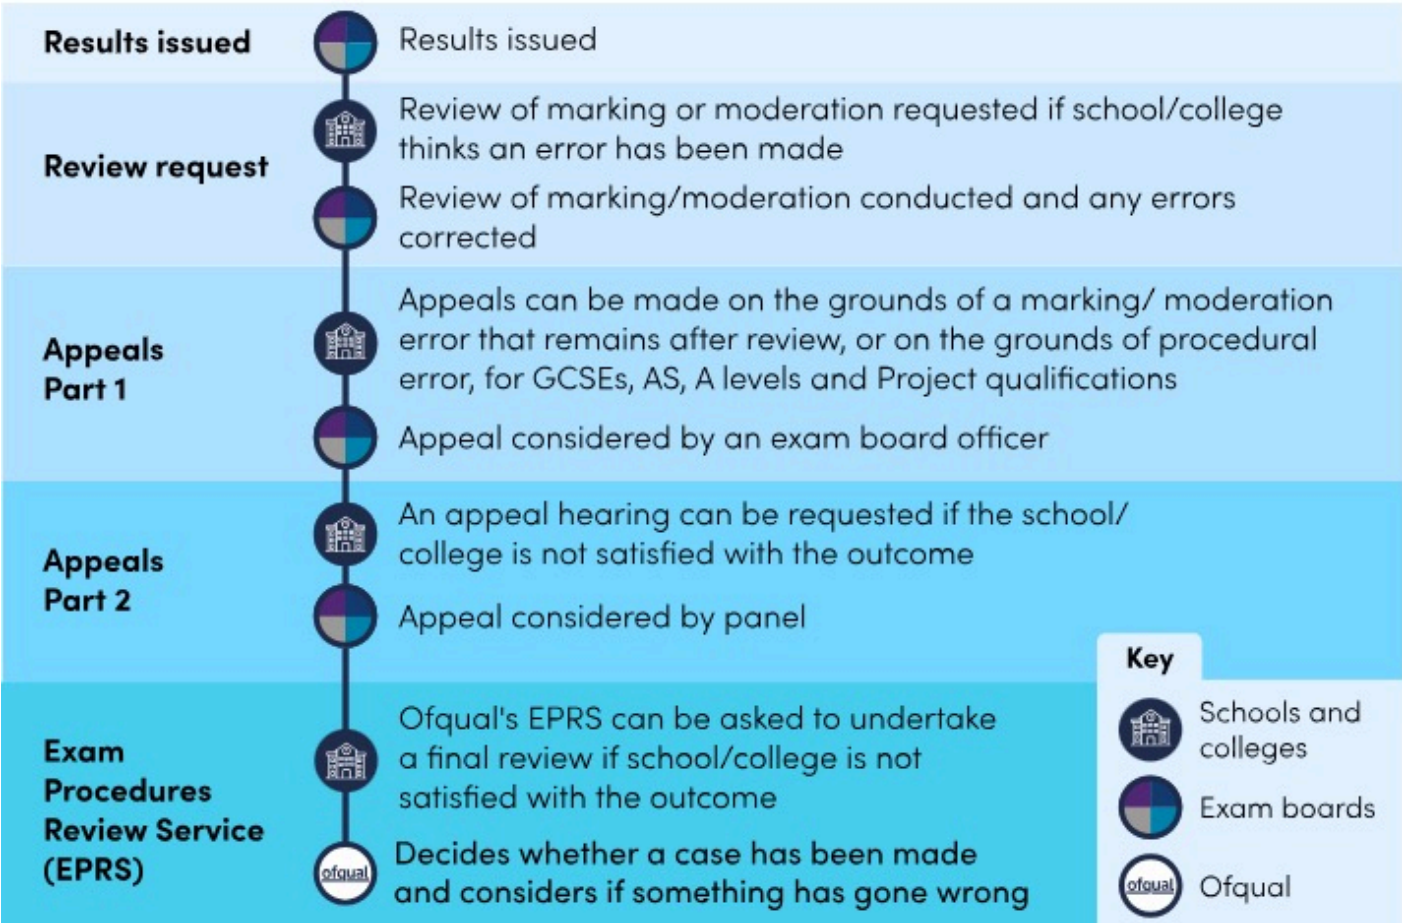 Results issued
Results issued
Review request
Review of marking or moderation requested if school/college
thinks an error has been made
Review of marking/moderation conducted and any errors
corrected
Appeals
Part 1
Appeals can be made on the grounds of a marking/ moderation
error that remains after review, or on the grounds of procedural
error, for GCSEs, AS, A levels and Project qualifications
Appeal considered by an exam board officer
Appeals
Part 2
An appeal hearing can be requested if the school/
college is not satisfied with the outcome
Appeal considered by panel
Exam
Procedures
Review Service
(EPRS)
Ofqual's EPRS can be asked to undertake
a final review if school/college is not
satisfied with the outcome
ofqual
Decides whether a case has been made
and considers if something has gone wrong
Key
Schools and
colleges
Exam boards
ofqual
Ofqual